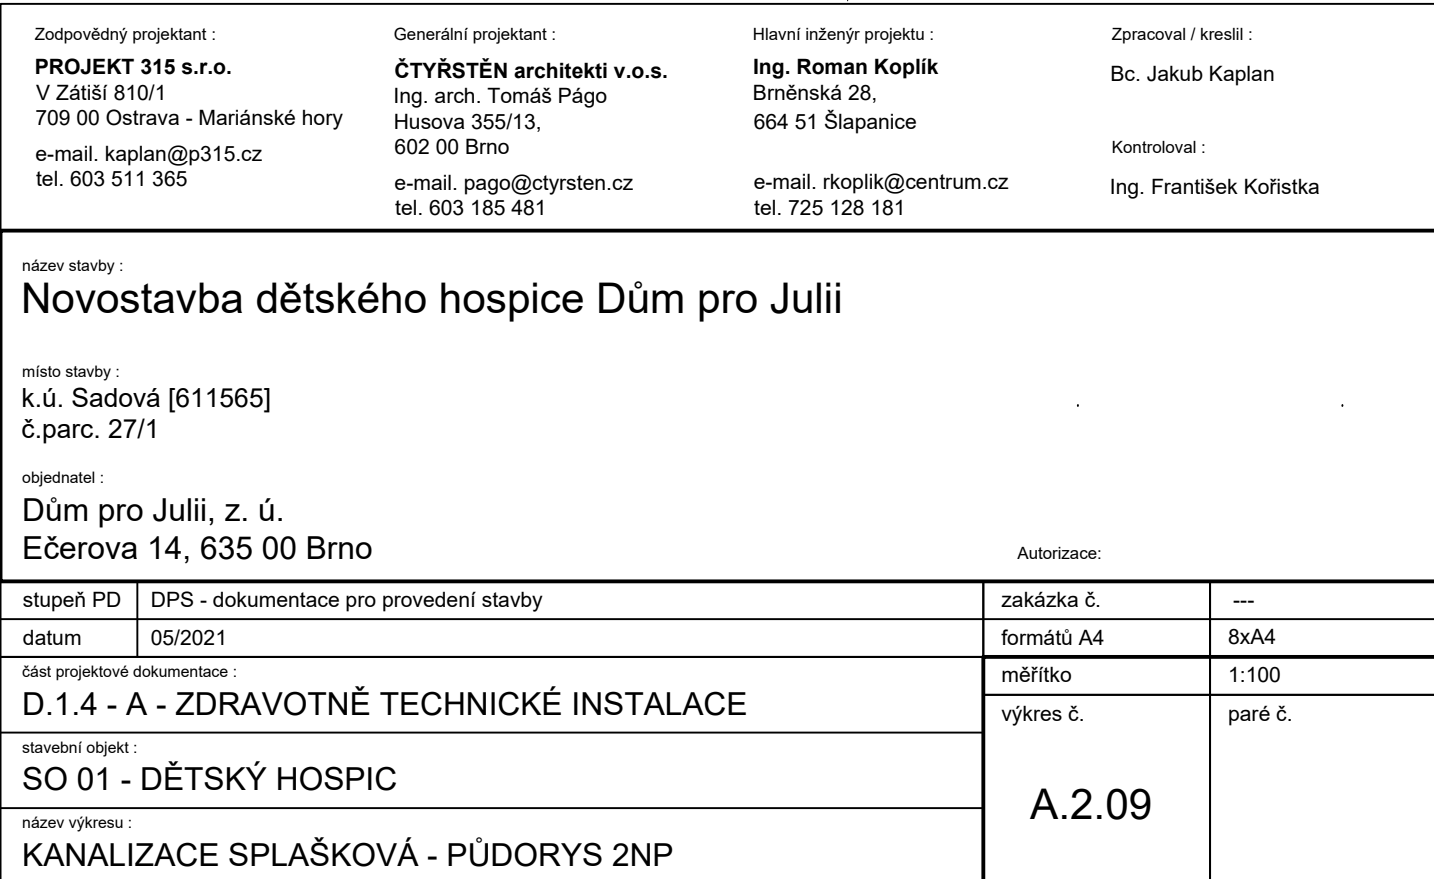 Zodpovědný projektant :
PROJEKT 315 s.r.o.
V Zátiší 810/1
709 00 Ostrava - Mariánské hory
e-mail. kaplan@p315.cz
tel. 603 511 365
Generální projektant :
ČTYŘSTĚN architekti v.o.s.
Ing. arch. Tomáš Págo
Husova 355/13,
602 00 Brno
e-mail. pago@ctyrsten.cz
tel. 603 185 481
Hlavní inženýr projektu :
Ing. Roman Koplík
Brněnská 28,
664 51 Šlapanice
e-mail. rkoplik@centrum.cz
tel. 725 128 181
Zpracoval / kreslil :
Bc. Jakub Kaplan
Kontroloval :
Ing. František Kořistka
název stavby :
Novostavba dětského hospice Dům pro Julii
místo stavby :
k.ú. Sadová [611565]
č.parc. 27/1
objednatel :
Dům pro Julii, z. ú.
Ečerova 14, 635 00 Brno
Autorizace:
stupeň PD DPS - dokumentace pro provedení stavby
datum 05/2021
zakázka č. ---
formátů A4 8xA4
část projektové dokumentace :
D.1.4 - A - ZDRAVOTNĚ TECHNICKÉ INSTALACE
měřítko 1:100
stavební objekt :
SO 01 - DĚTSKÝ HOSPIC
název výkresu :
KANALIZACE SPLAŠKOVÁ - PŮDORYS 2NP
výkres č.
A.2.09
paré č.